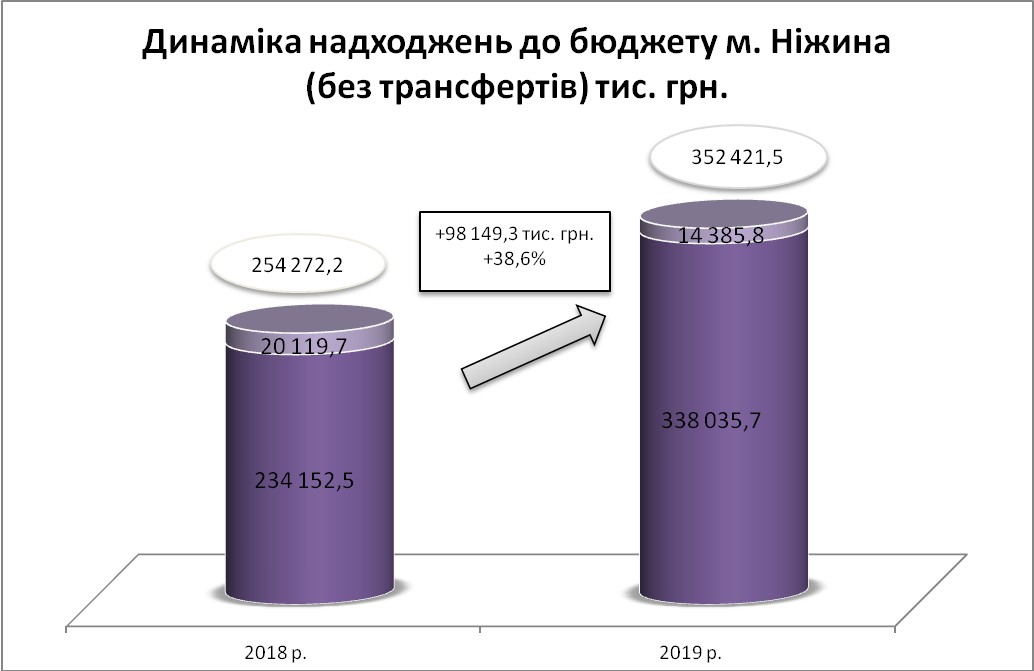 Динаміка надходжень до бюджету м. Ніжина
(без трансфертів) тис. грн.
352 421,5
+98 149,3 тис. грн.
+38,6%
14 385,8
254 272,2
20 119,7
338 035,7
234 152,5
2018 р.
2019 р.